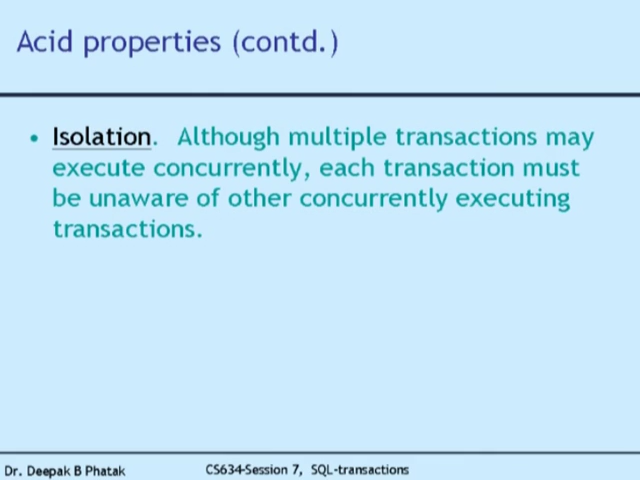 Acid properties (contd.)
• Isolation. Although multiple transactions may
execute concurrently, each transaction must
be unaware of other concurrently executing
transactions.
Dr. Deepak B Phatak
CS634-Session 7, SQL-transactions